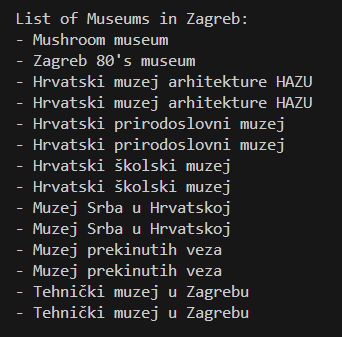 List of Museums in Zagreb:
- Mushroom museum
- Zagreb 80's museum
- Hrvatski muzej arhitekture HAZU
- Hrvatski muzej arhitekture HAZU
- Hrvatski prirodoslovni muzej
- Hrvatski prirodoslovni muzej
- Hrvatski školski muzej
- Hrvatski školski muzej
- Muzej Srba u Hrvatskoj
- Muzej Srba u Hrvatskoj
- Muzej prekinutih veza
- Muzej prekinutih veza
- Tehnički muzej u Zagrebu
- Tehnički muzej u Zagrebu